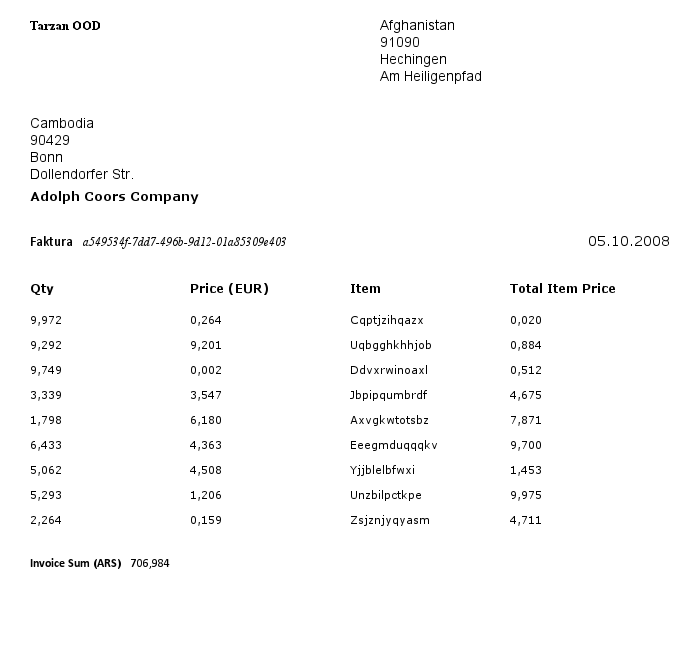 Tarzan OOD
Afghanistan
91090
Hechingen
Am Heiligenpfad
Cambodia
90429
Bonn
Dollendorfer Str.
Adolph Coors Company
Faktura a549534f-7dd7-496b-9d12-01a85309e403 05.10.2008
Qty Price (EUR) Item Total Item Price
9,972 0,264 Cqptjzihqazx 0,020
9,292 9,201 Uqbgghkhhjob 0,884
9,749 0,002 Ddvxrwinoaxl 0,512
3,339 3,547 Jbpipqumbrdf 4,675
1,798 6,180 Axvgkwtotsbz 7,871
6,433 4,363 Eeegmduqqqkv 9,700
5,062 4,508 Yjjblelbfwxi 1,453
5,293 1,206 Unzbilpctkpe 9,975
2,264 0,159 Zsjznjyqyasm 4,711
Invoice Sum (ARS) 706,984